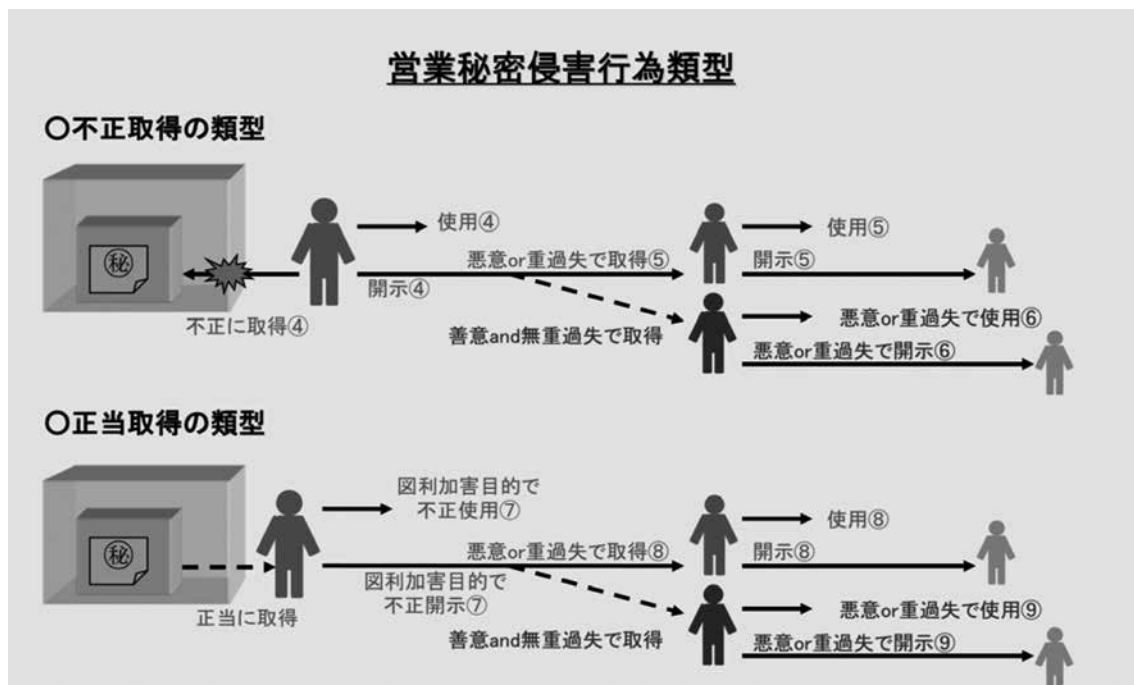 営業秘密侵害行為類型
〇不正取得の類型
㊙
不正に取得④
使用④
開示④
悪意or重過失で取得⑤
使用⑤
開示⑤
善意and無重過失で取得
悪意or重過失で使用⑥
悪意or重過失で開示⑥
〇正当取得の類型
㊙
正当に取得
図利加害目的で
不正使用⑦
図利加害目的で
不正開示⑦
悪意or重過失で取得⑧
使用⑧
開示⑧
善意and無重過失で取得
悪意or重過失で使用⑨
悪意or重過失で開示⑨